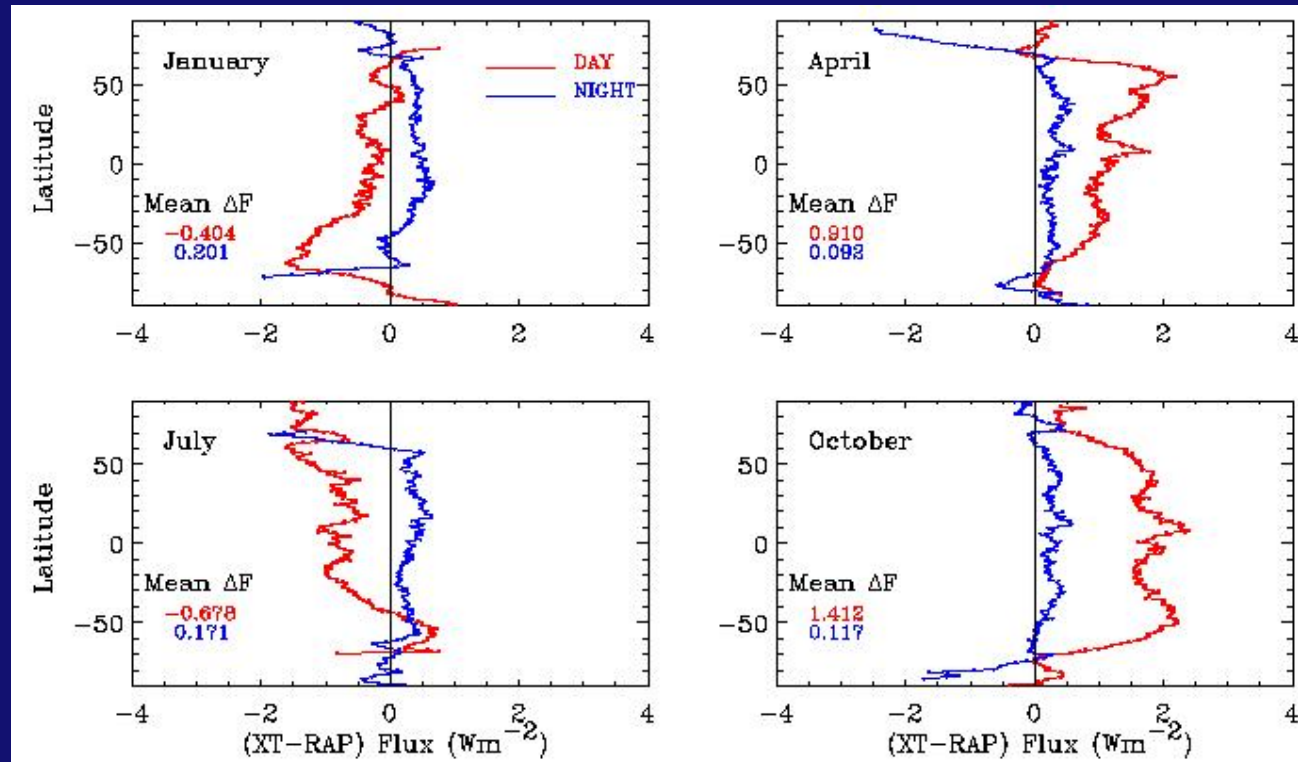 January
DAY
NIGHT
Latitude
50
0
−50
Mean ΔF
−0.404
0.201
−4 −2 0 2 4
April
50
0
−50
Mean ΔF
0.910
0.092
−4 −2 0 2 4
July
Latitude
50
0
−50
Mean ΔF
−0.678
0.171
−4 −2 0 2 4
(XT−RAP) Flux (Wm⁻²)
October
50
0
−50
Mean ΔF
1.412
0.117
−4 −2 0 2 4
(XT−RAP) Flux (Wm⁻²)